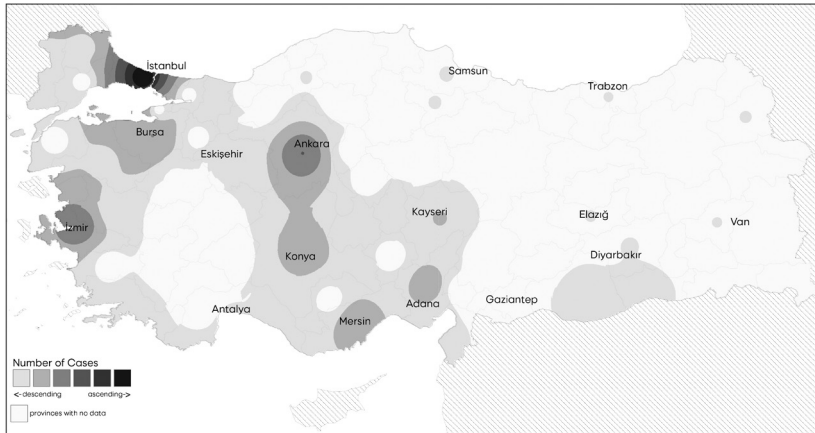 İstanbul
Samsun
Trabzon
Bursa
Ankara
Eskişehir
Kayseri
Elazığ
Van
İzmir
Diyarbakır
Konya
Antalya
Mersin
Adana
Gaziantep
Number of Cases
<-descending ascending->
provinces with no data